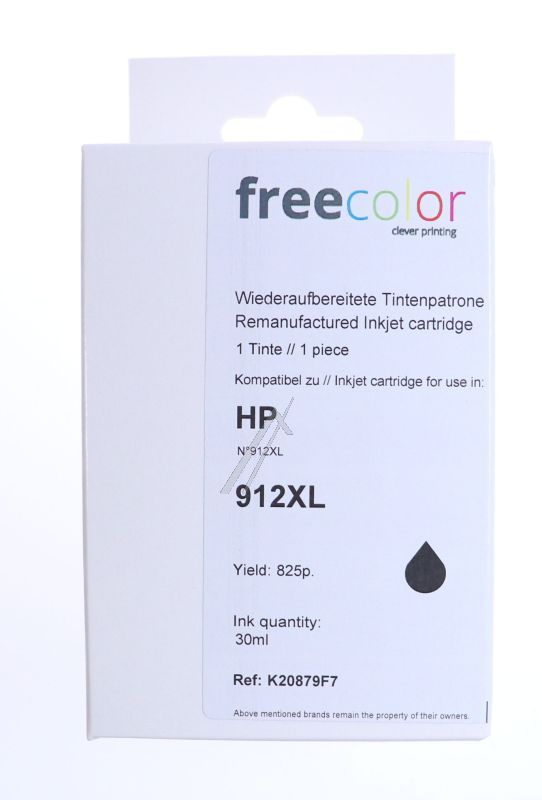 freecolor
clever printing
Wiederaufbereitete Tintenpatrone
Remanufactured Inkjet cartridge
1 Tinte // 1 piece
Kompatibel zu // Inkjet cartridge for use in:
HP
N°912XL
912XL
Yield: 825p.
Ink quantity:
30ml
Ref: K20879F7
Above mentioned brands remain the property of their owners.